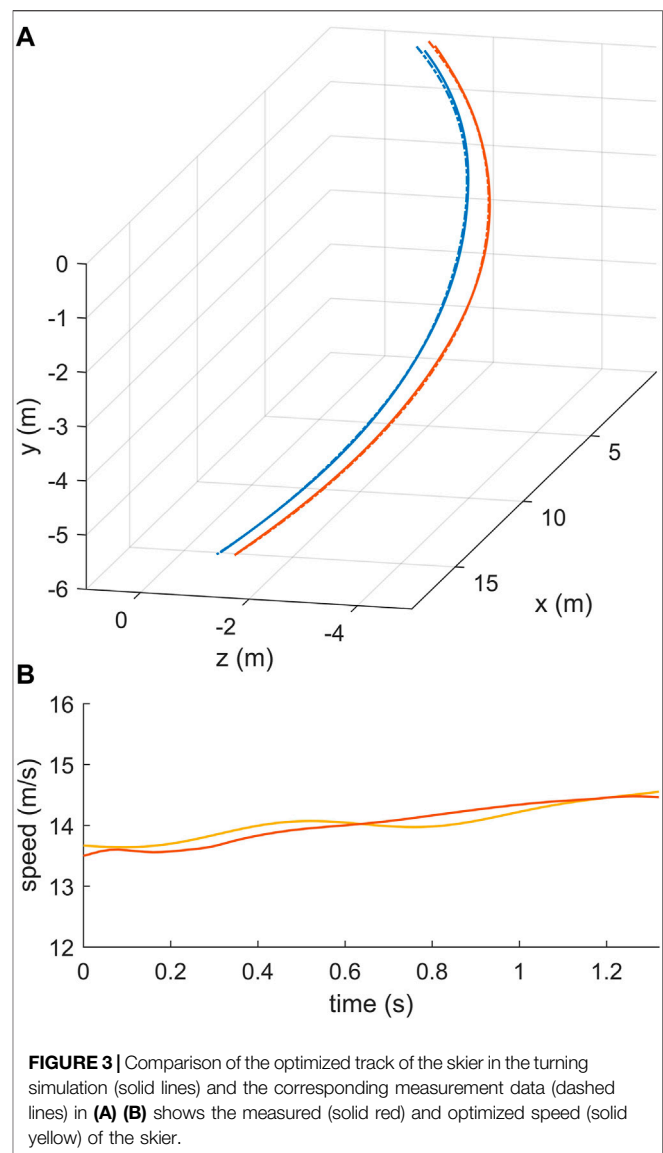 A
0
-1
-2
-3
-4
-5
-6
y (m)
5
10
15
x (m)
0
-2
-4
z (m)
B
16
15
14
13
12
speed (m/s)
0 0.2 0.4 0.6 0.8 1 1.2
time (s)
FIGURE 3 | Comparison of the optimized track of the skier in the turning
simulation (solid lines) and the corresponding measurement data (dashed
lines) in (A) (B) shows the measured (solid red) and optimized speed (solid
yellow) of the skier.